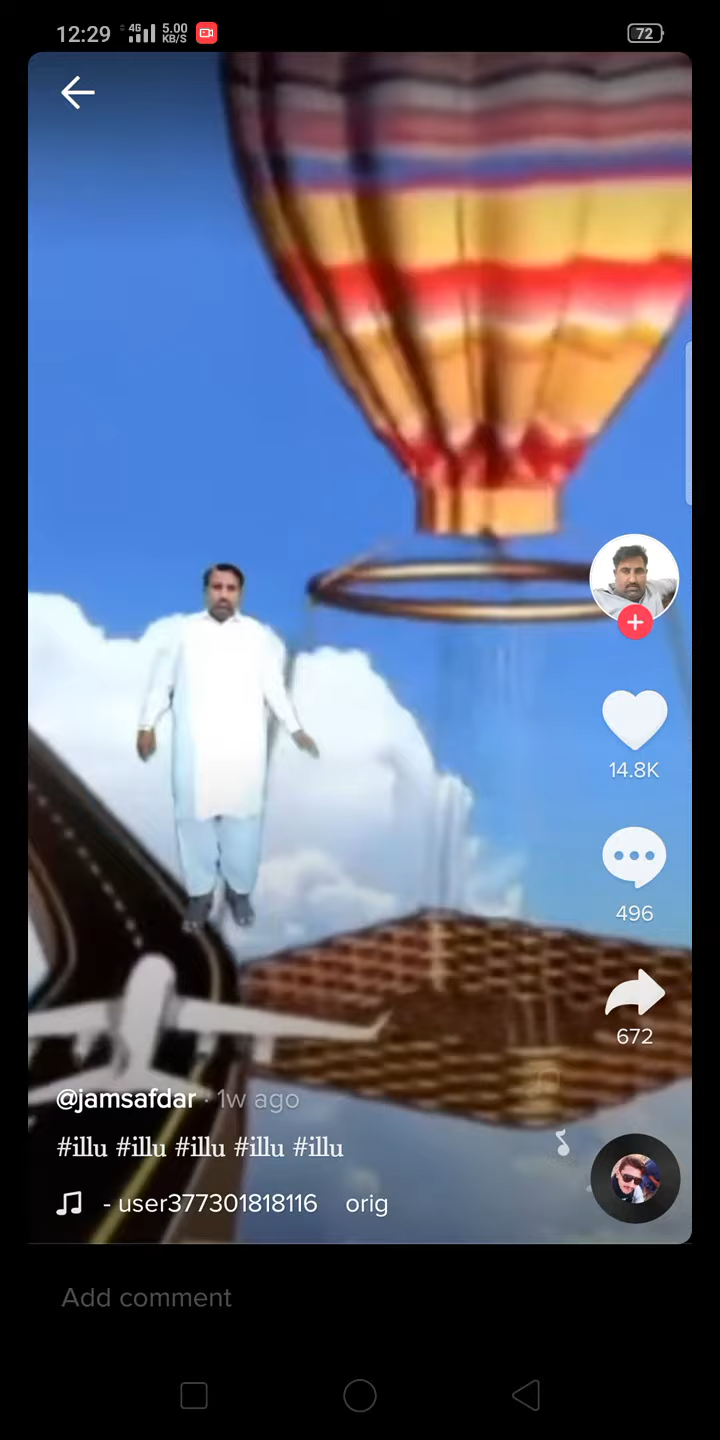 12:29 4G 5.00 KB/S 72
14.8K
496
672
@jamsafdar · 1w ago
#illu #illu #illu #illu #illu
- user377301818116 orig
Add comment